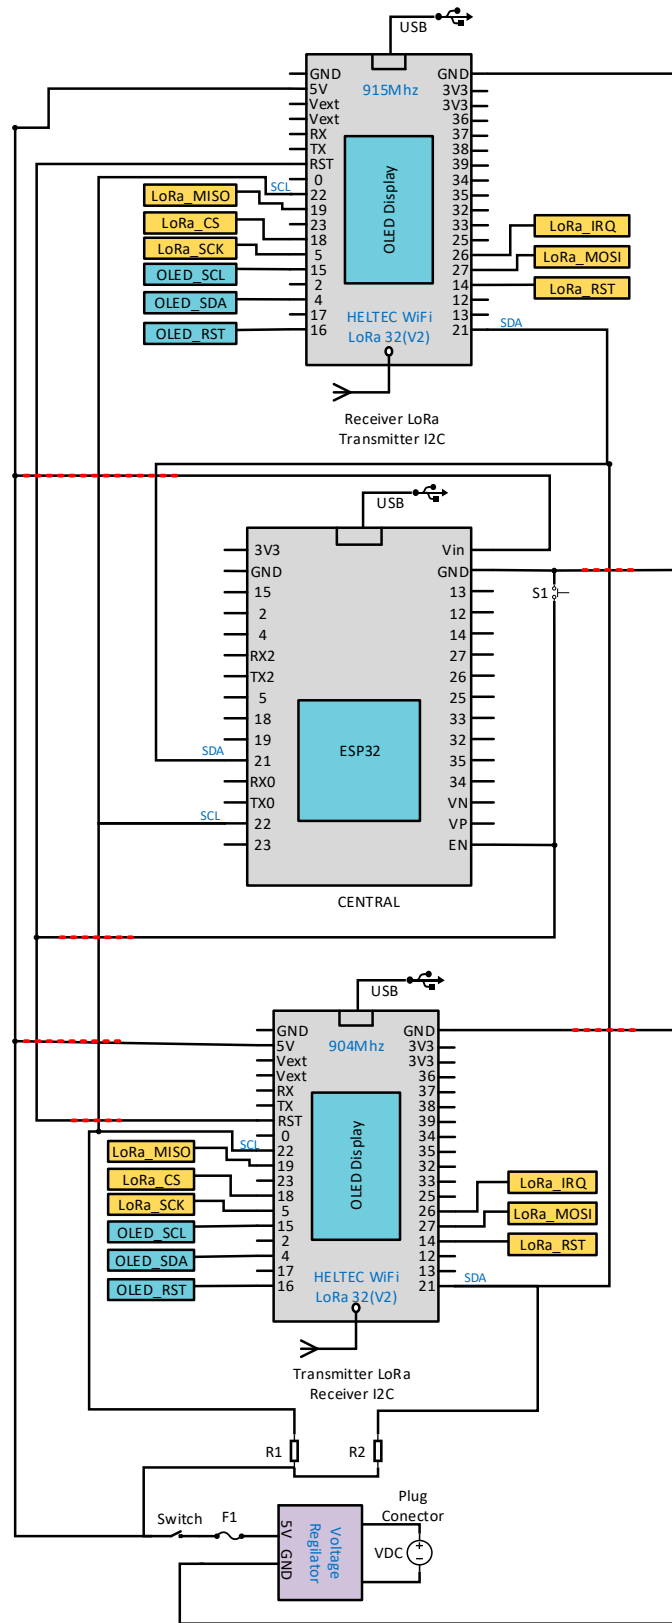 USB
GND
5V
Vext
Vext
RX
TX
RST
0
22
19
23
18
5
15
2
4
17
16
915Mhz
OLED Display
HELTEC WiFi
LoRa 32(V2)
GND
3V3
3V3
36
37
38
39
34
35
32
33
25
26
27
14
12
13
21
SCL
LoRa_MISO
LoRa_CS
LoRa_SCK
OLED_SCL
OLED_SDA
OLED_RST
LoRa_IRQ
LoRa_MOSI
LoRa_RST
SDA
Receiver LoRa
Transmitter I2C
USB
3V3
GND
15
2
4
RX2
TX2
5
18
19
21
RX0
TX0
22
23
SDA
SCL
ESP32
Vin
GND
13
12
14
27
26
25
33
32
35
34
VN
VP
EN
S1
CENTRAL
USB
GND
5V
Vext
Vext
RX
TX
RST
0
22
19
23
18
5
15
2
4
17
16
904Mhz
OLED Display
HELTEC WiFi
LoRa 32(V2)
GND
3V3
3V3
36
37
38
39
34
35
32
33
25
26
27
14
12
13
21
SCL
LoRa_MISO
LoRa_CS
LoRa_SCK
OLED_SCL
OLED_SDA
OLED_RST
LoRa_IRQ
LoRa_MOSI
LoRa_RST
SDA
Transmitter LoRa
Receiver I2C
R1
R2
Switch
F1
5V
GND
Voltage
Regilator
Plug
Conector
VDC